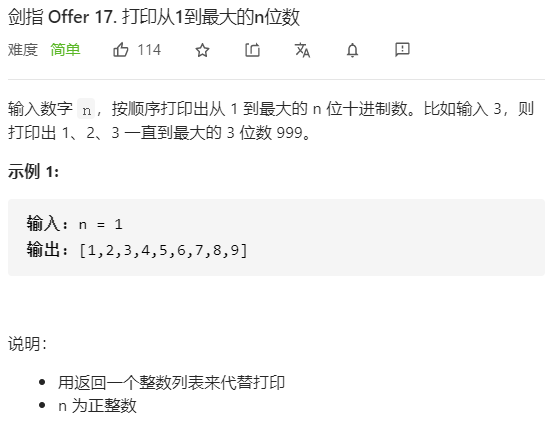 剑指 Offer 17. 打印从1到最大的n位数
难度 简单 114
输入数字 n，按顺序打印出从 1 到最大的 n 位十进制数。比如输入 3，则
打印出 1、2、3 一直到最大的 3 位数 999。
示例 1:
输入: n = 1
输出: [1,2,3,4,5,6,7,8,9]
说明：
• 用返回一个整数列表来代替打印
• n 为正整数